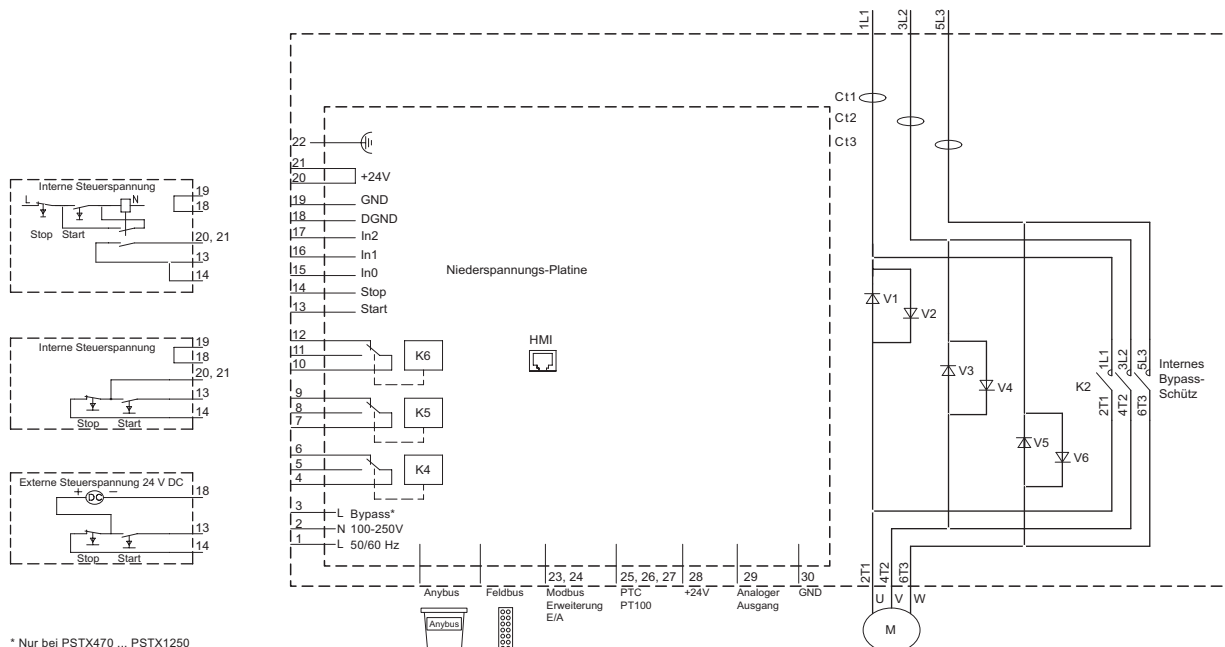 1L1
3L2
5L3
Ct1
Ct2
Ct3
22
21
20 +24V
19 GND
18 DGND
17 In2
16 In1
15 In0
14 Stop
13 Start
Niederspannungs-Platine
HMI
12
11
10
K6
9
8
7
K5
6
5
4
K4
3 L Bypass*
2 N 100-250V
1 L 50/60 Hz
Interne Steuerspannung
L
N
Stop Start
19
18
20, 21
13
14
Interne Steuerspannung
19
18
20, 21
13
14
Stop Start
Externe Steuerspannung 24 V DC
+ DC −
18
13
14
Stop Start
V1
V2
V3
V4
V5
V6
K2
1L1
3L2
5L3
2T1
4T2
6T3
Internes
Bypass-
Schütz
Anybus
Anybus
Feldbus
23, 24
Modbus
Erweiterung
E/A
25, 26, 27
PTC
PT100
28
+24V
29
Analoger
Ausgang
30
GND
2T1
4T2
6T3
U V W
M
* Nur bei PSTX470 ... PSTX1250